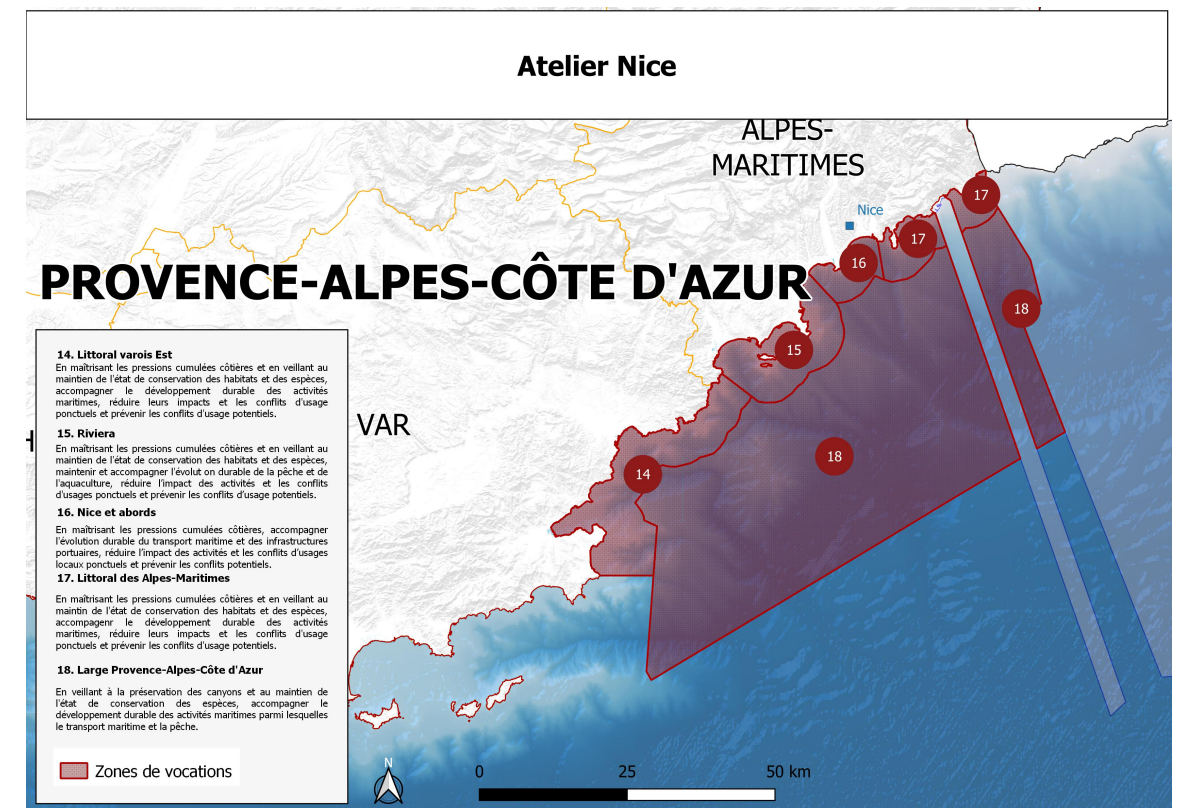 Atelier Nice
ALPES-
MARITIMES
Nice
17
17
16
PROVENCE-ALPES-CÔTE D'AZUR
18
15
VAR
18
14
14. Littoral varois Est
En maîtrisant les pressions cumulées côtières et en veillant au
maintien de l'état de conservation des habitats et des espèces,
accompagner le développement durable des activités
maritimes, réduire leurs impacts et les conflits d'usage
ponctuels et prévenir les conflits d'usage potentiels.
15. Riviera
En maîtrisant les pressions cumulées côtières et en veillant au
maintien de l'état de conservation des habitats et des espèces,
maintenir et accompagner l'évolut on durable de la pêche et de
l'aquaculture, réduire l'impact des activités et les conflits
d'usages ponctuels et prévenir les conflits d'usage potentiels.
16. Nice et abords
En maîtrisant les pressions cumulées côtières, accompagner
l'évolution durable du transport maritime et des infrastructures
portuaires, réduire l'impact des activités et les conflits d'usages
locaux ponctuels et prévenir les conflits potentiels.
17. Littoral des Alpes-Maritimes
En maîtrisant les pressions cumulées côtières et en veillant au
maintin de l'état de conservation des habitats et des espèces,
accompagenr le développement durable des activités
maritimes, réduire leurs impacts et les conflits d'usage
ponctuels et prévenir les conflits d'usage potentiels.
18. Large Provence-Alpes-Côte d'Azur
En veillant à la préservation des canyons et au maintien de
l'état de conservation des espèces, accompagner le
développement durable des activités maritimes parmi lesquelles
le transport maritime et la pêche.
Zones de vocations
N
0 25 50 km